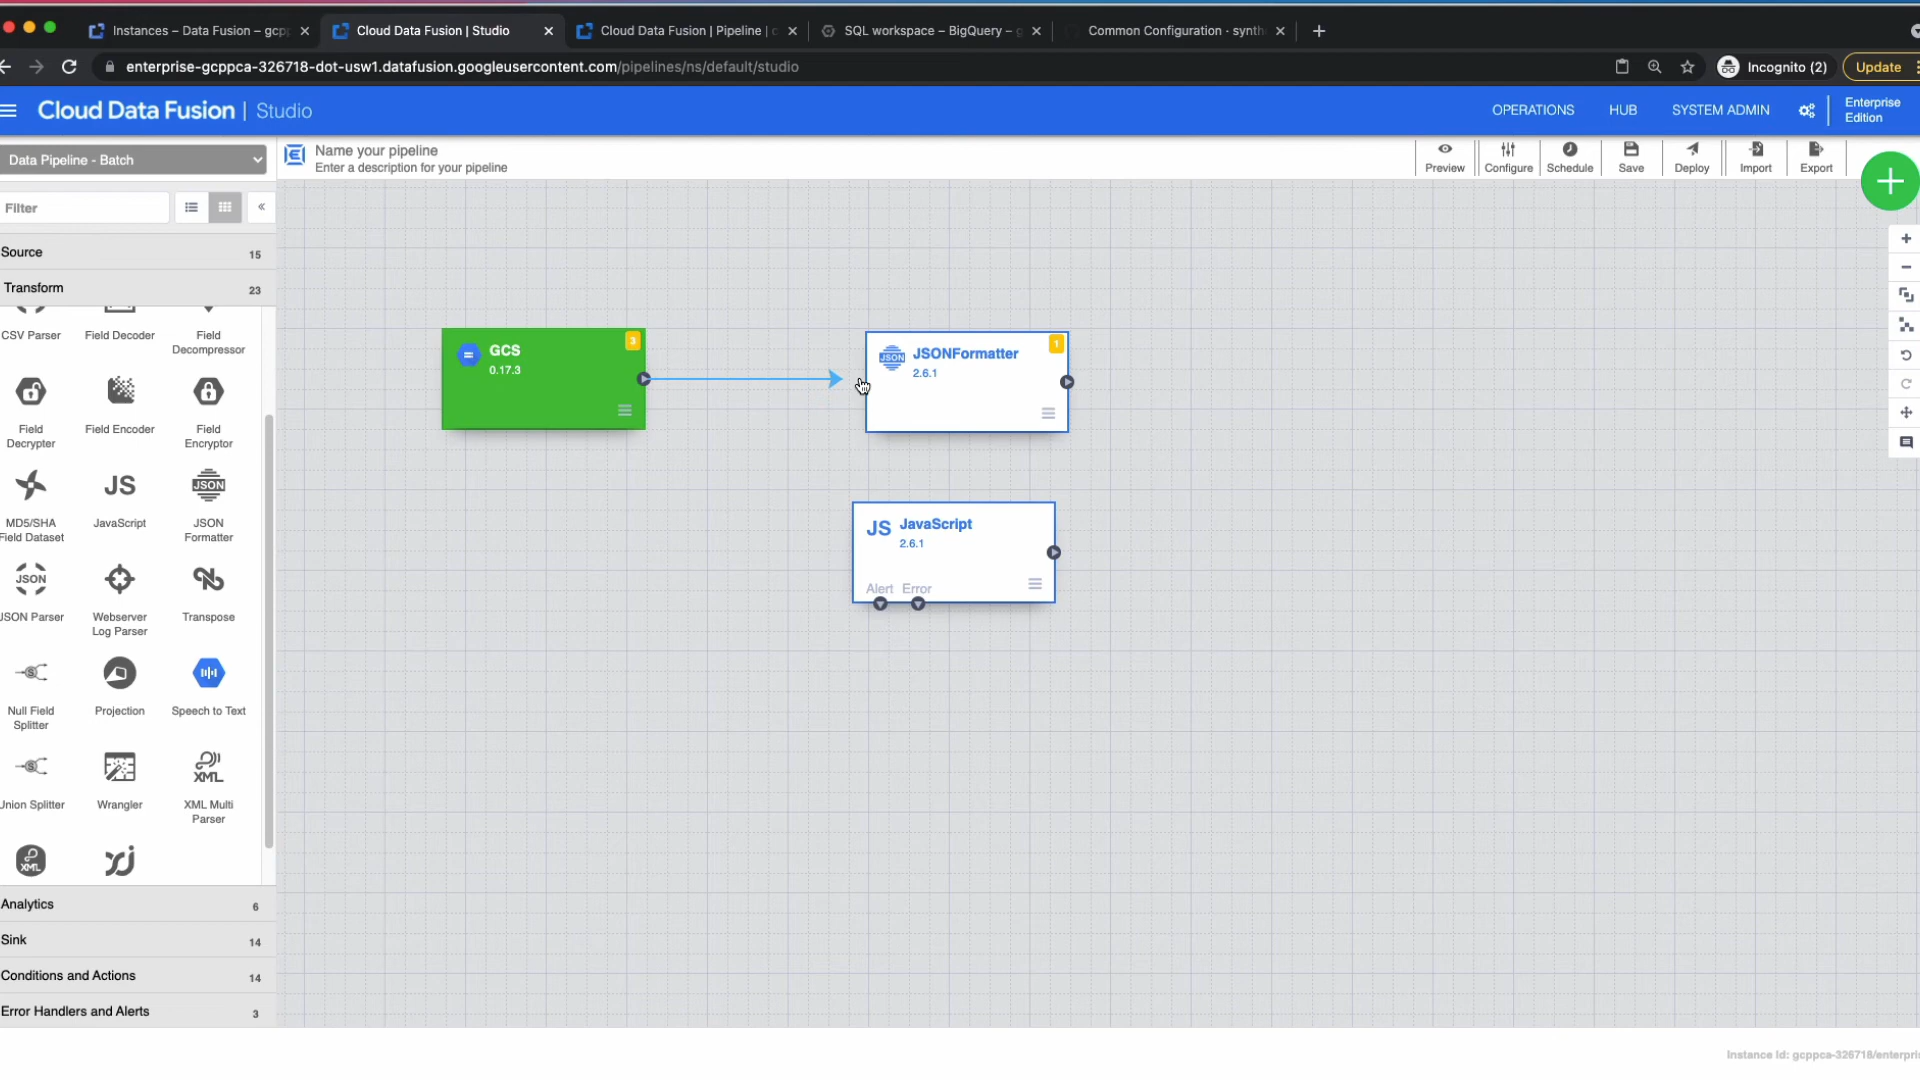 Instances – Data Fusion – gcp
Cloud Data Fusion | Studio
Cloud Data Fusion | Pipeline |
SQL workspace – BigQuery –
Common Configuration · synth
enterprise-gcppca-326718-dot-usw1.datafusion.googleusercontent.com/pipelines/ns/default/studio
Incognito (2)
Update
Cloud Data Fusion | Studio
OPERATIONS
HUB
SYSTEM ADMIN
Enterprise
Edition
Data Pipeline - Batch
Name your pipeline
Enter a description for your pipeline
Preview
Configure
Schedule
Save
Deploy
Import
Export
Filter
Source
15
Transform
23
CSV Parser
Field Decoder
Field
Decompressor
Field
Decrypter
Field Encoder
Field
Encryptor
JS
JSON
MD5/SHA
Field Dataset
JavaScript
JSON
Formatter
JSON
JSON Parser
Webserver
Log Parser
Transpose
Null Field
Splitter
Projection
Speech to Text
XML
Union Splitter
Wrangler
XML Multi
Parser
XML
Analytics
6
Sink
14
Conditions and Actions
14
Error Handlers and Alerts
3
GCS
0.17.3
3
JSON
JSONFormatter
2.6.1
1
JS
JavaScript
2.6.1
Alert
Error
Instance Id: gcppca-326718/enterpri